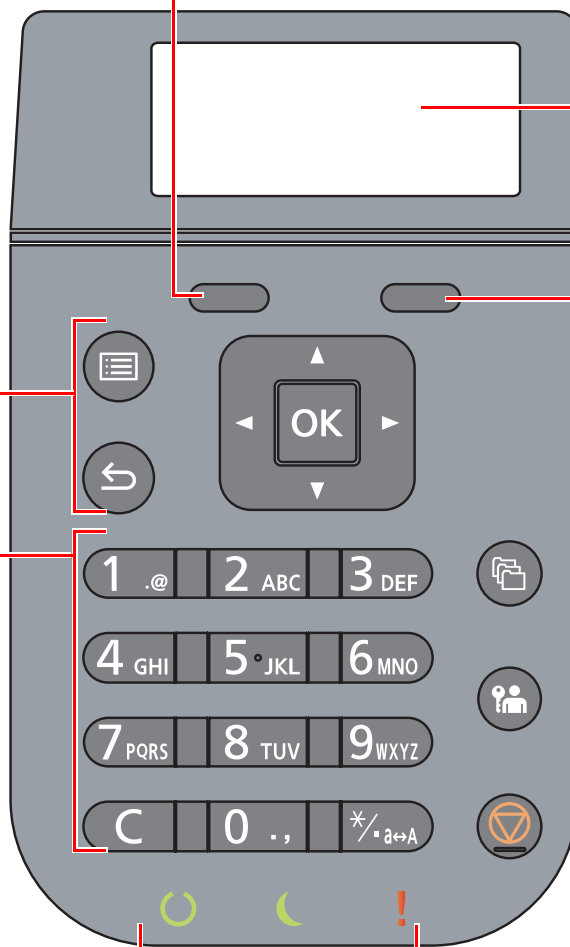 OK
1 .@ 2 ABC 3 DEF
4 GHI 5 JKL 6 MNO
7 PQRS 8 TUV 9 WXYZ
C 0 ., */. a↔A
!